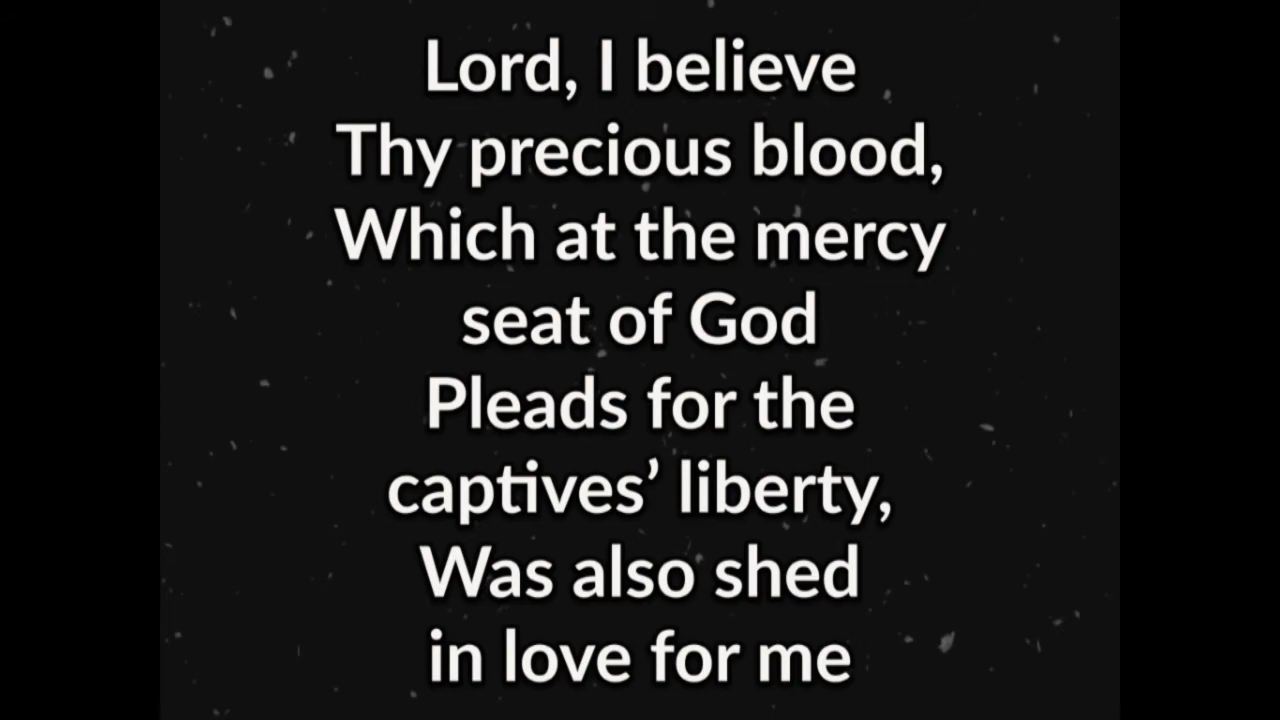 Lord, I believe
Thy precious blood,
Which at the mercy
seat of God
Pleads for the
captives’ liberty,
Was also shed
in love for me